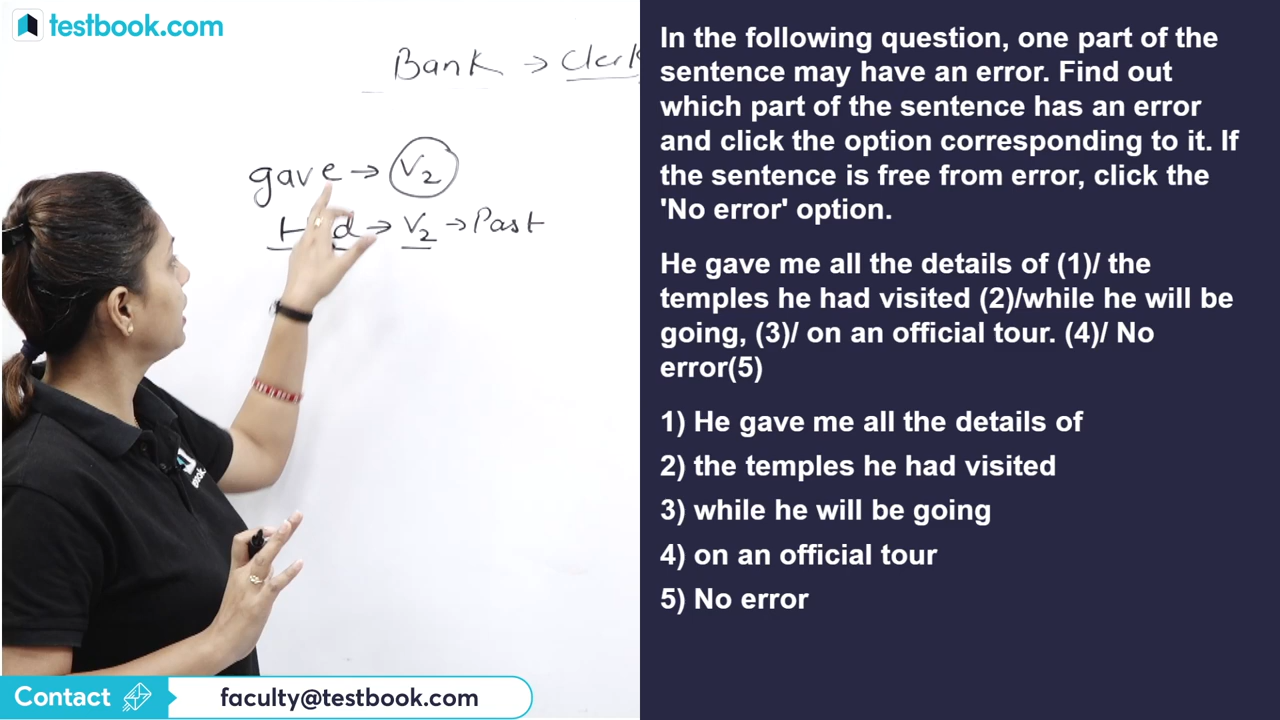 testbook.com
Bank → Clerk
gave → V2
Had → V2 → Past
In the following question, one part of the
sentence may have an error. Find out
which part of the sentence has an error
and click the option corresponding to it. If
the sentence is free from error, click the
'No error' option.
He gave me all the details of (1)/ the
temples he had visited (2)/while he will be
going, (3)/ on an official tour. (4)/ No
error(5)
1) He gave me all the details of
2) the temples he had visited
3) while he will be going
4) on an official tour
5) No error
Contact
faculty@testbook.com